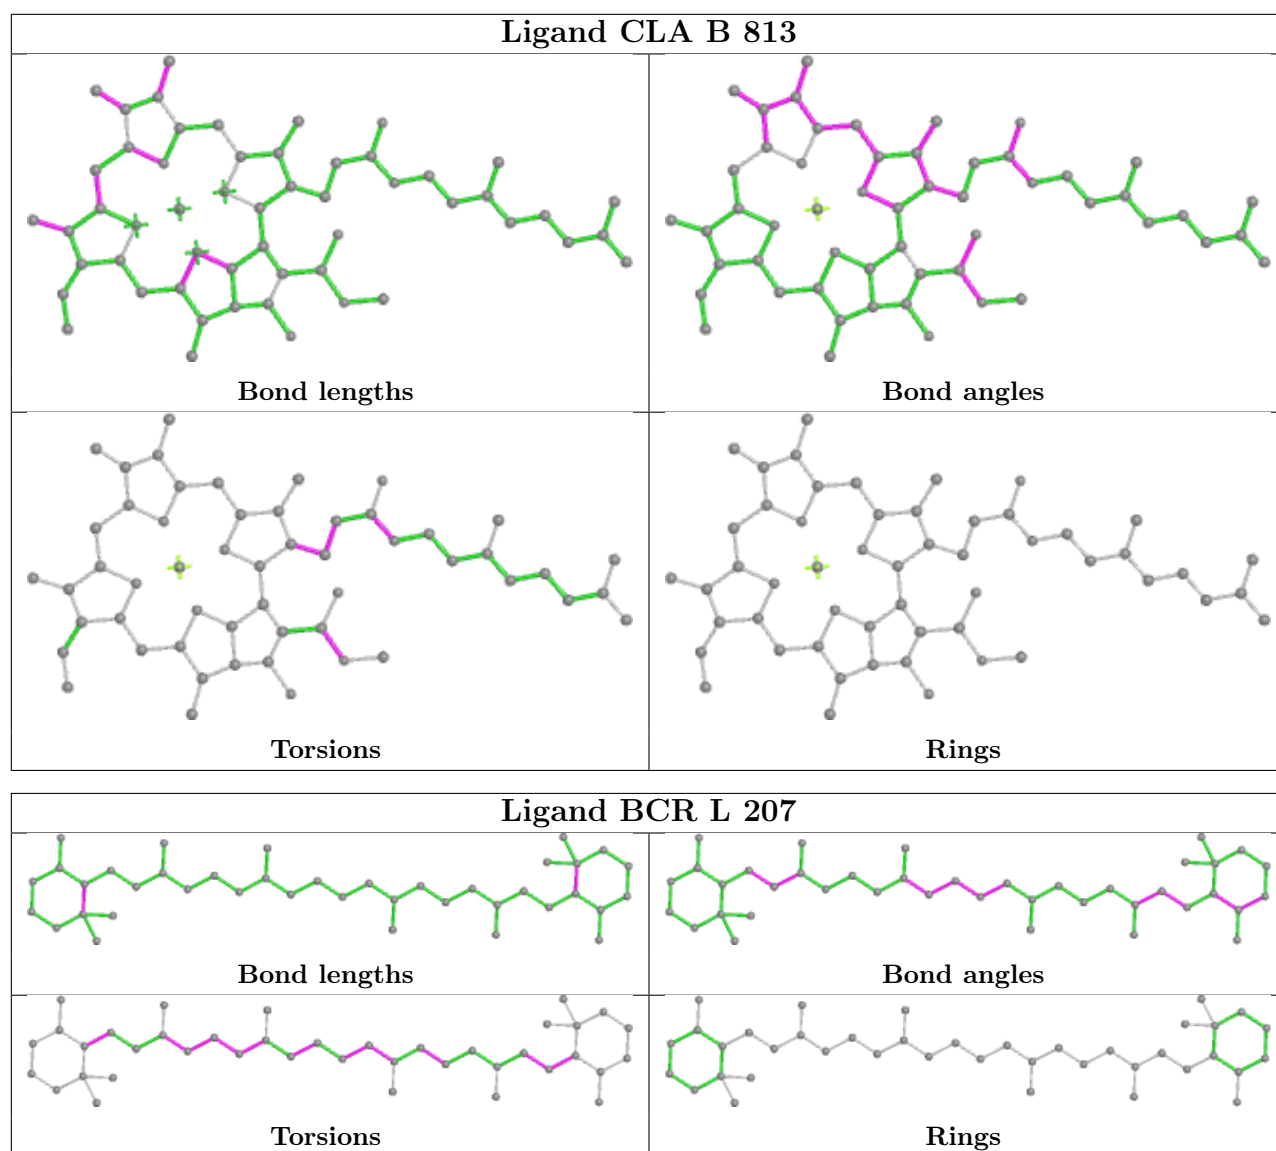 Ligand CLA B 813
Bond lengths
Bond angles
Torsions
Rings
Ligand BCR L 207
Bond lengths
Bond angles
Torsions
Rings